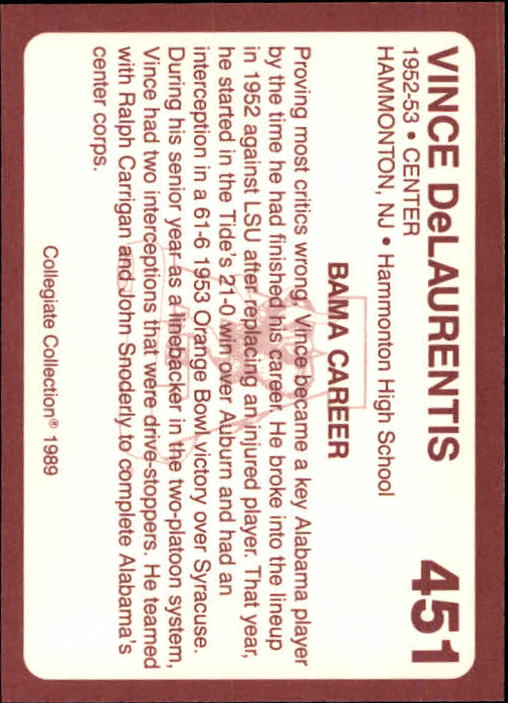 VINCE DeLAURENTIS 451
1952-53 • CENTER
HAMMONTON, NJ • Hammonton High School
BAMA CAREER
Proving most critics wrong, Vince became a key Alabama player
by the time he had finished his career. He broke into the lineup
in 1952 against LSU after replacing an injured player. That year,
he started in the Tide's 21-0 win over Auburn and had an
interception in a 61-6 1953 Orange Bowl victory over Syracuse.
During his senior year as a linebacker in the two-platoon system,
Vince had two interceptions that were drive-stoppers. He teamed
with Ralph Carrigan and John Snoderly to complete Alabama's
center corps.
Collegiate Collection® 1989